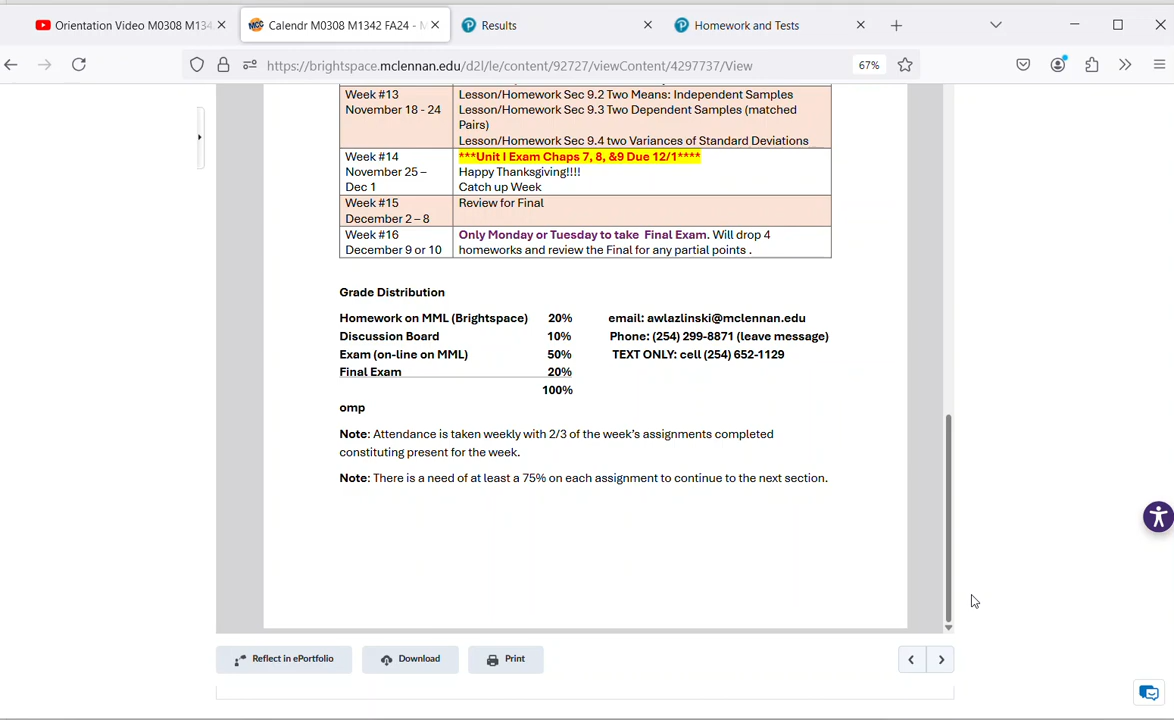 Orientation Video M0308 M134
Calendr M0308 M1342 FA24 - M
Results
Homework and Tests
https://brightspace.mclennan.edu/d2l/le/content/92727/viewContent/4297737/View
67%
Week #13
November 18 - 24
Lesson/Homework Sec 9.2 Two Means: Independent Samples
Lesson/Homework Sec 9.3 Two Dependent Samples (matched
Pairs)
Lesson/Homework Sec 9.4 two Variances of Standard Deviations
Week #14
November 25 –
Dec 1
***Unit I Exam Chaps 7, 8, &9 Due 12/1****
Happy Thanksgiving!!!!
Catch up Week
Week #15
December 2 – 8
Review for Final
Week #16
December 9 or 10
Only Monday or Tuesday to take Final Exam. Will drop 4
homeworks and review the Final for any partial points .
Grade Distribution
Homework on MML (Brightspace) 20% email: awlazlinski@mclennan.edu
Discussion Board 10% Phone: (254) 299-8871 (leave message)
Exam (on-line on MML) 50% TEXT ONLY: cell (254) 652-1129
Final Exam 20%
100%
omp
Note: Attendance is taken weekly with 2/3 of the week's assignments completed
constituting present for the week.
Note: There is a need of at least a 75% on each assignment to continue to the next section.
Reflect in ePortfolio
Download
Print